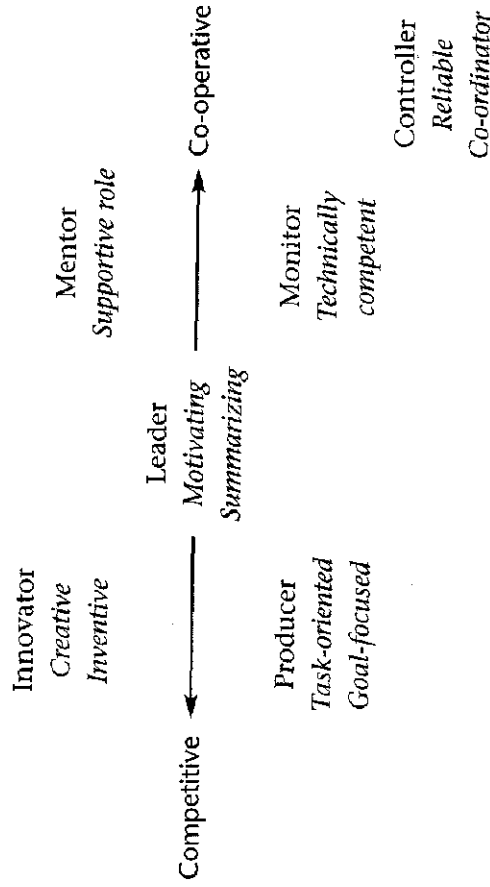 Innovator
Creative
Inventive
Mentor
Supportive role
Competitive
Leader
Motivating
Summarizing
Co-operative
Producer
Task-oriented
Goal-focused
Monitor
Technically
competent
Controller
Reliable
Co-ordinator